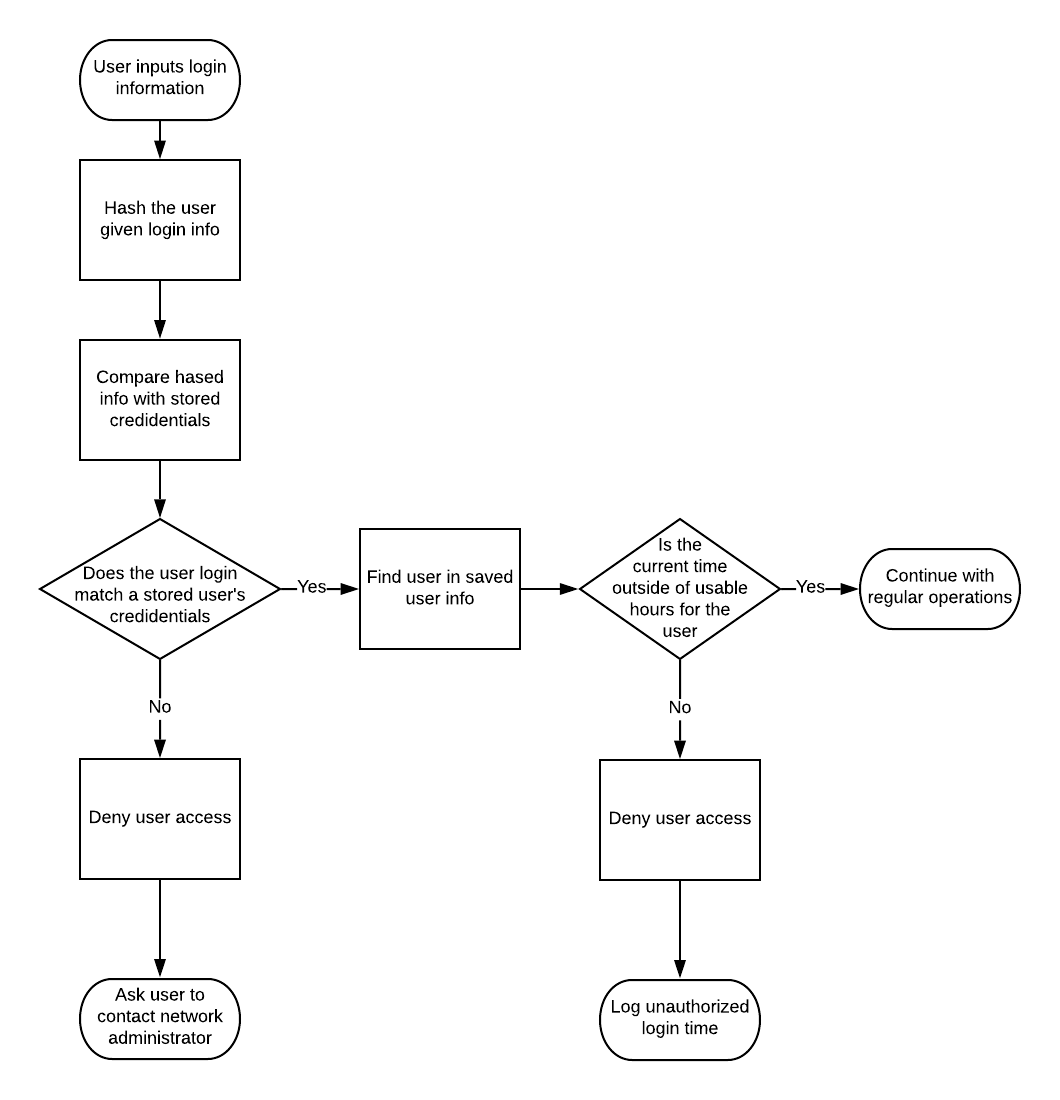 User inputs login
information
Hash the user
given login info
Compare hased
info with stored
credidentials
Does the user login
match a stored user's
credidentials
Yes
Find user in saved
user info
Is the
current time
outside of usable
hours for the
user
Yes
Continue with
regular operations
No
No
Deny user access
Deny user access
Ask user to
contact network
administrator
Log unauthorized
login time